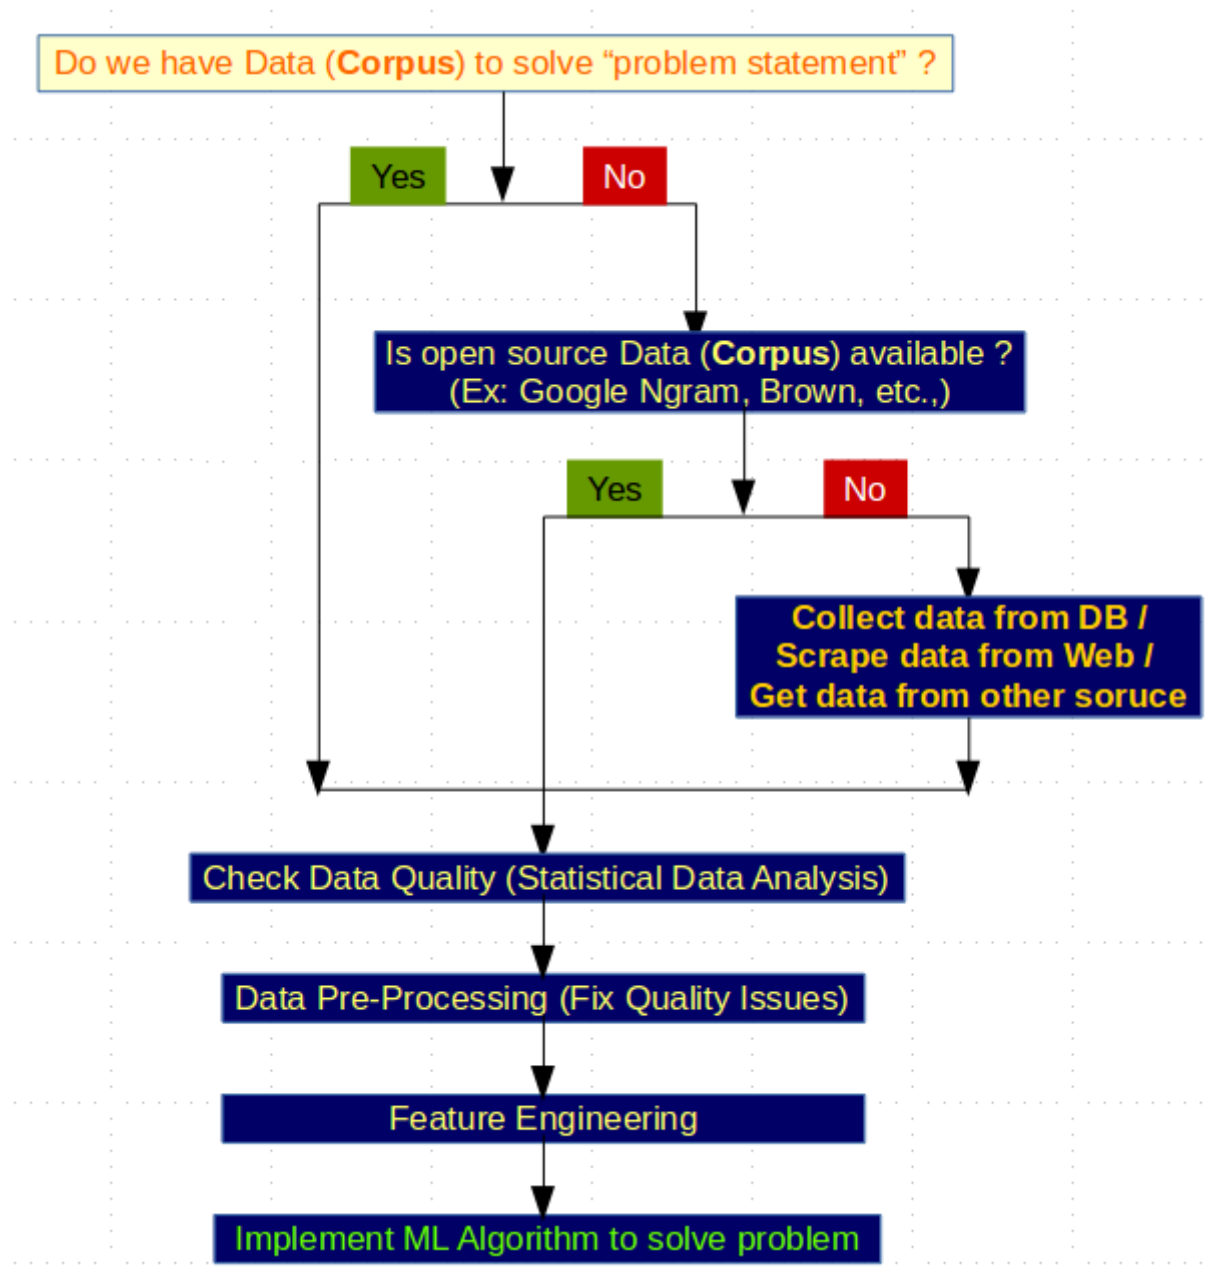 Do we have Data (Corpus) to solve “problem statement” ?
Yes
No
Is open source Data (Corpus) available ?
(Ex: Google Ngram, Brown, etc.,)
Yes
No
Collect data from DB /
Scrape data from Web /
Get data from other soruce
Check Data Quality (Statistical Data Analysis)
Data Pre-Processing (Fix Quality Issues)
Feature Engineering
Implement ML Algorithm to solve problem